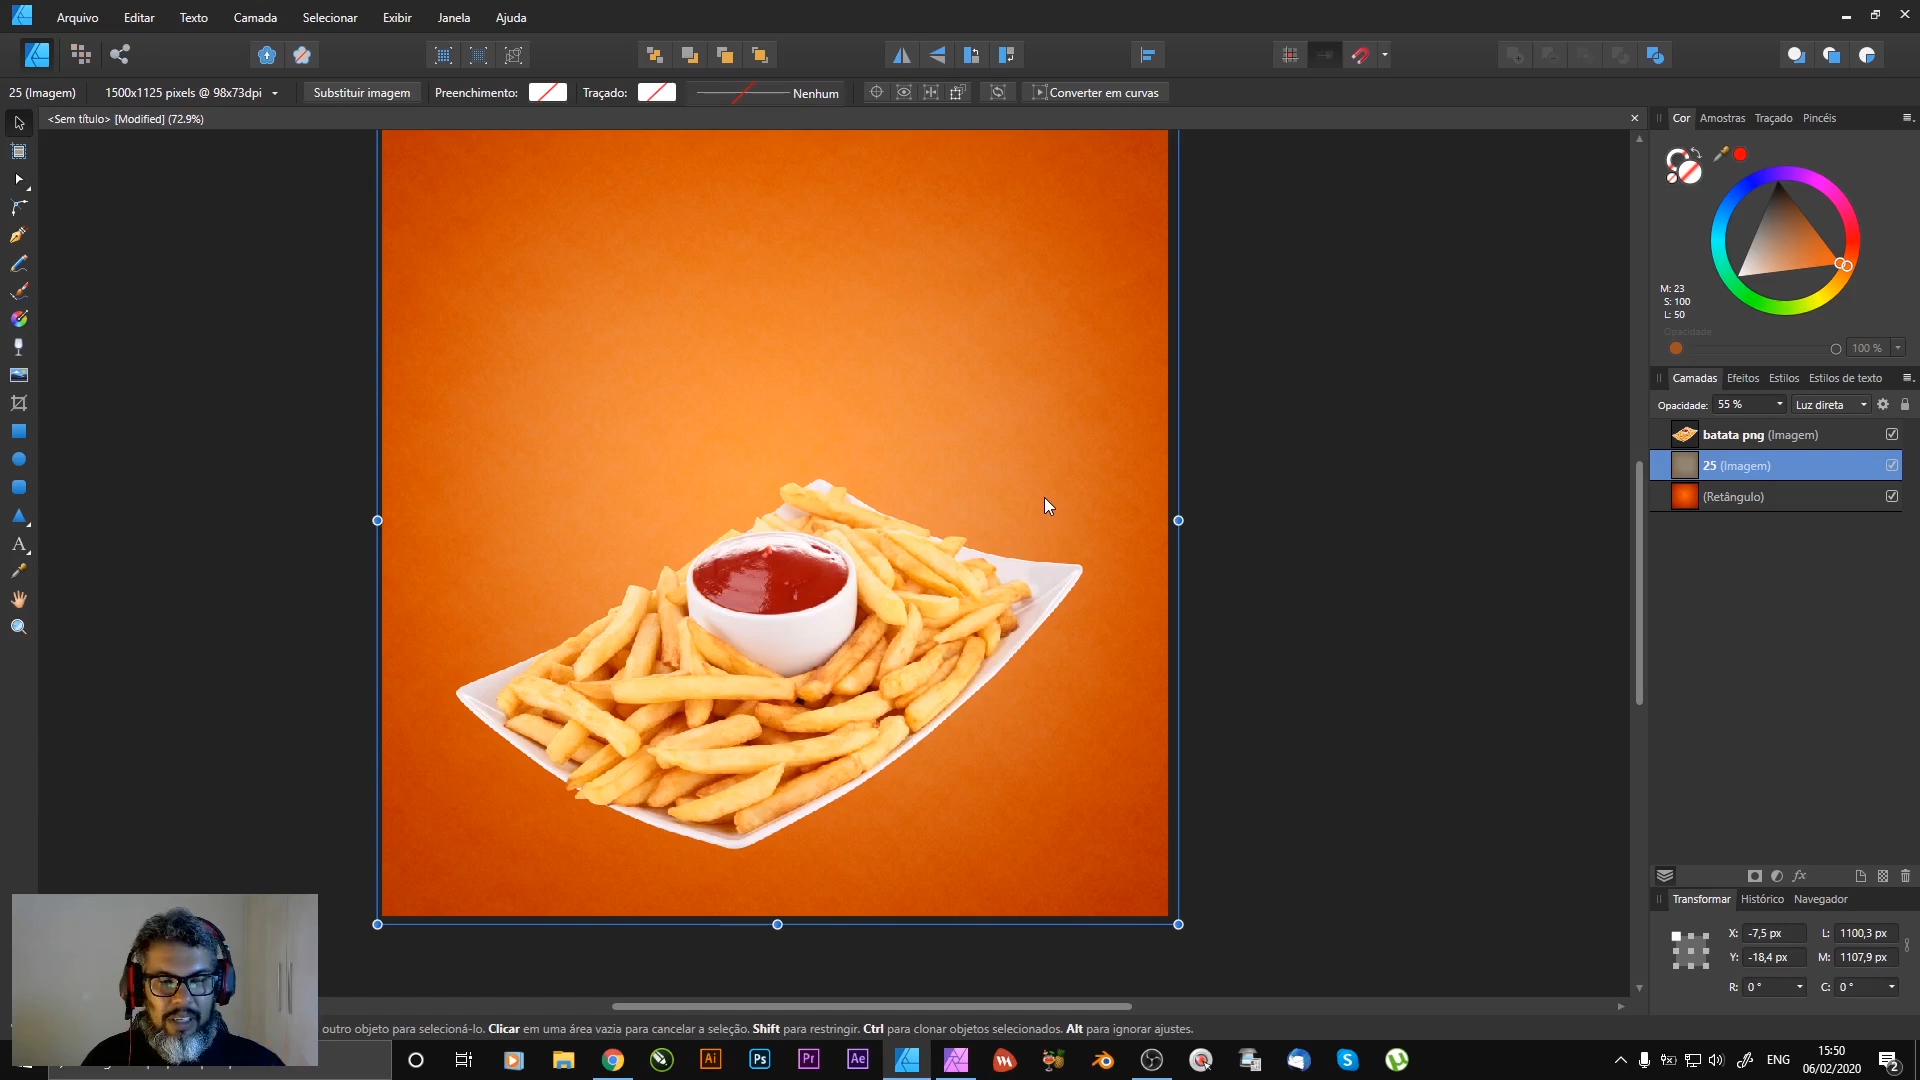 Arquivo Editar Texto Camada Selecionar Exibir Janela Ajuda
25 (Imagem) 1500x1125 pixels @ 98x73dpi Substituir imagem Preenchimento: Traçado: Nenhum Converter em curvas
<Sem título> [Modified] (72.9%)
Cor Amostras Traçado Pincéis
M: 23
S: 100
L: 50
Opacidade
100 %
Camadas Efeitos Estilos Estilos de texto
Opacidade: 55 % Luz direta
batata png (Imagem)
25 (Imagem)
(Retângulo)
fx
Transformar Histórico Navegador
X: -7,5 px L: 1100,3 px
Y: -18,4 px M: 1107,9 px
R: 0 ° C: 0 °
outro objeto para selecioná-lo. Clicar em uma área vazia para cancelar a seleção. Shift para restringir. Ctrl para clonar objetos selecionados. Alt para ignorar ajustes.
Ai Ps Pr Ae
ENG
15:50
06/02/2020
2